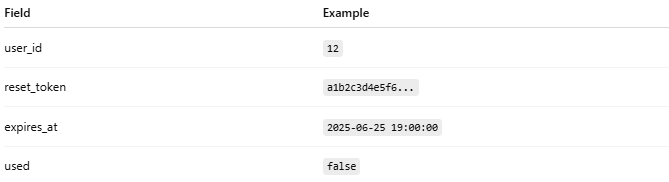 Field Example
user_id 12
reset_token a1b2c3d4e5f6...
expires_at 2025-06-25 19:00:00
used false